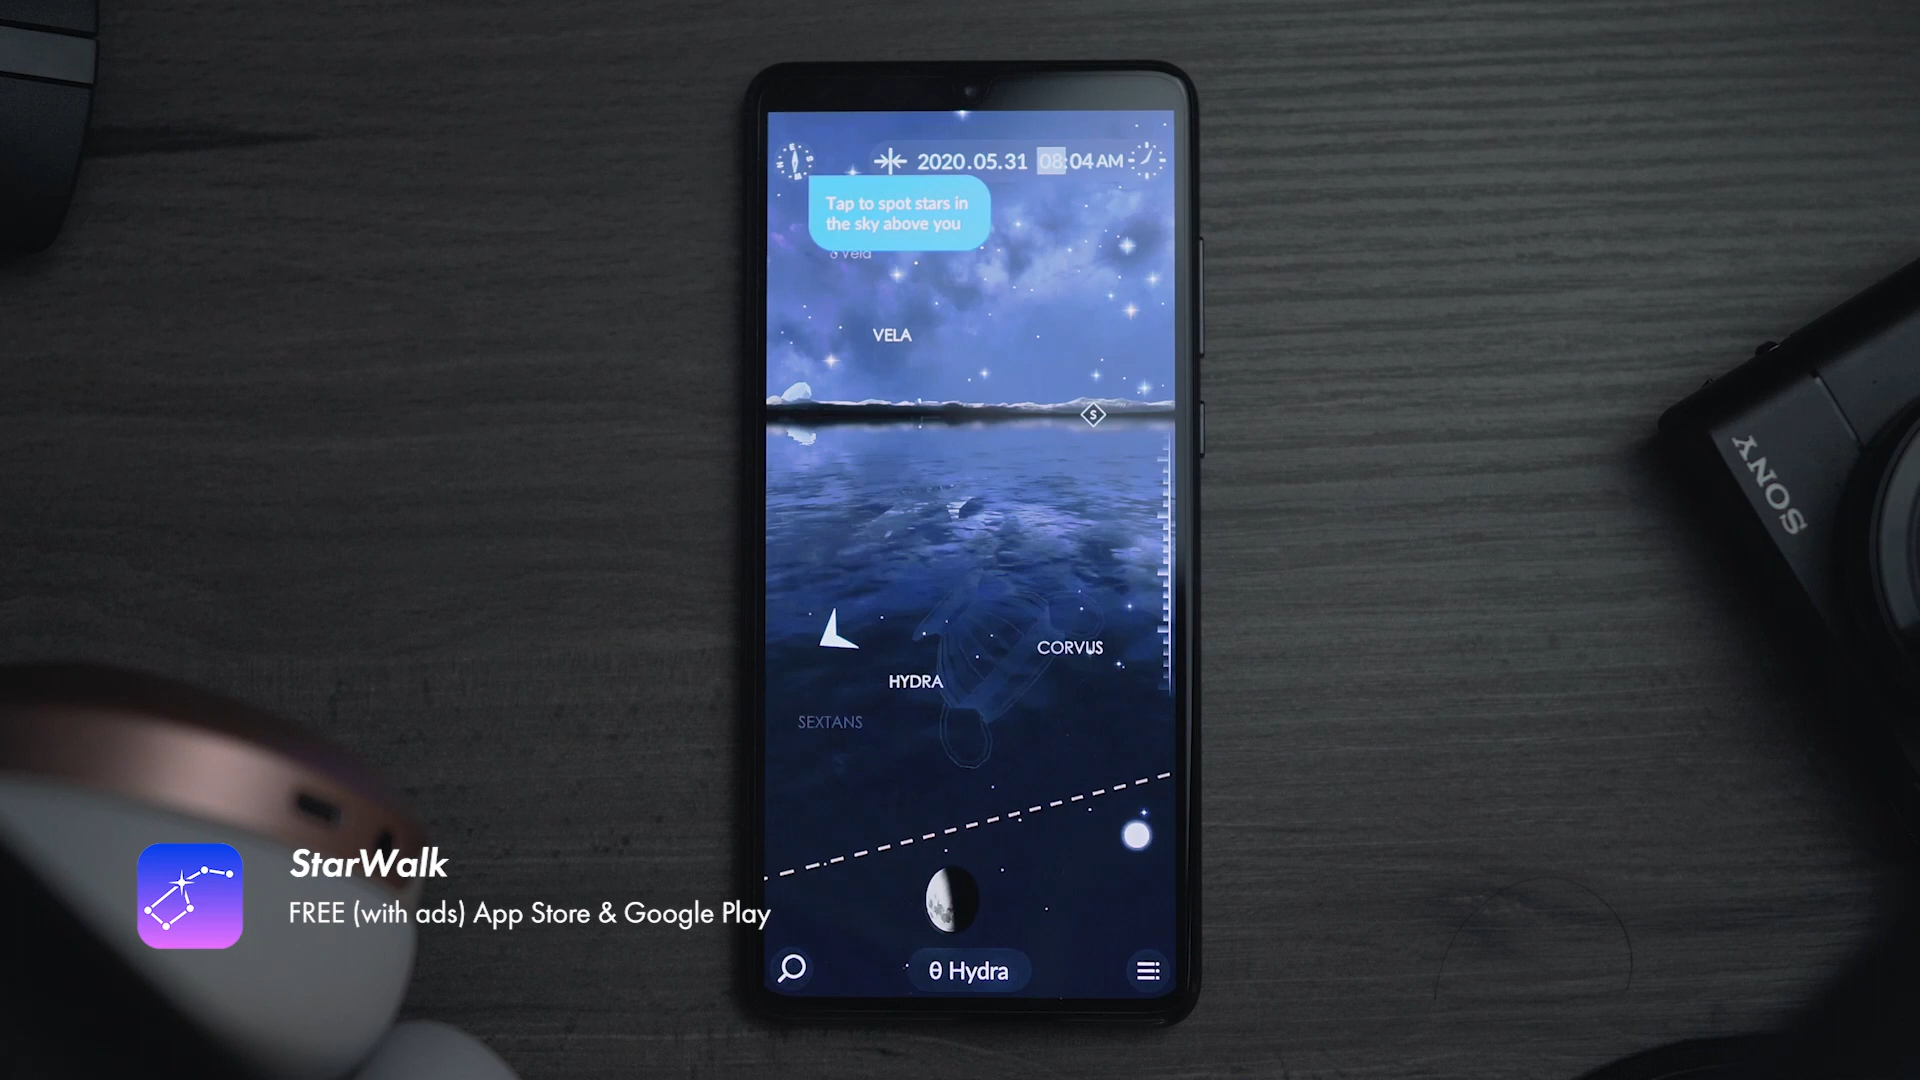 2020.05.31 08:04 AM
Tap to spot stars in
the sky above you
δ Vela
VELA
S
CORVUS
HYDRA
SEXTANS
θ Hydra
SONY
StarWalk
FREE (with ads) App Store & Google Play